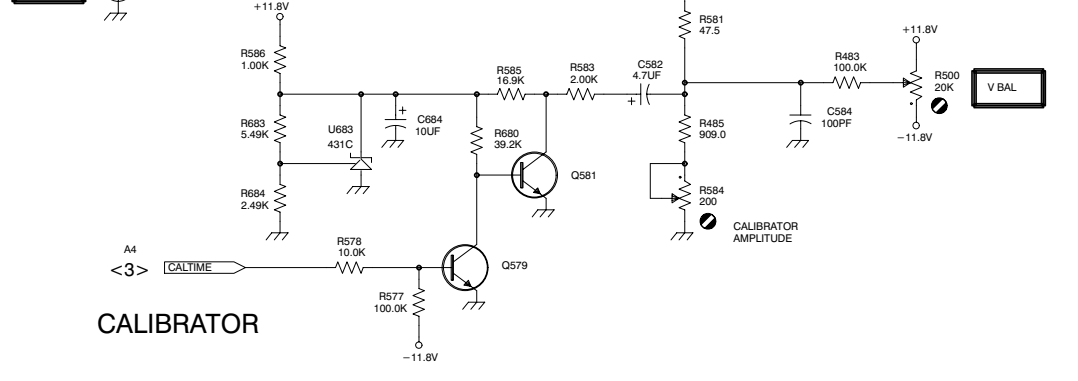 +11.8V
R586
1.00K
R683
5.49K
R684
2.49K
U683
431C
+
C684
10UF
R585
16.9K
R680
39.2K
R583
2.00K
C582
4.7UF
+
R581
47.5
R485
909.0
R584
200
CALIBRATOR
AMPLITUDE
C584
100PF
R483
100.0K
+11.8V
R500
20K
−11.8V
V BAL
Q581
Q579
A4
<3>
CALTIME
R578
10.0K
R577
100.0K
−11.8V
CALIBRATOR